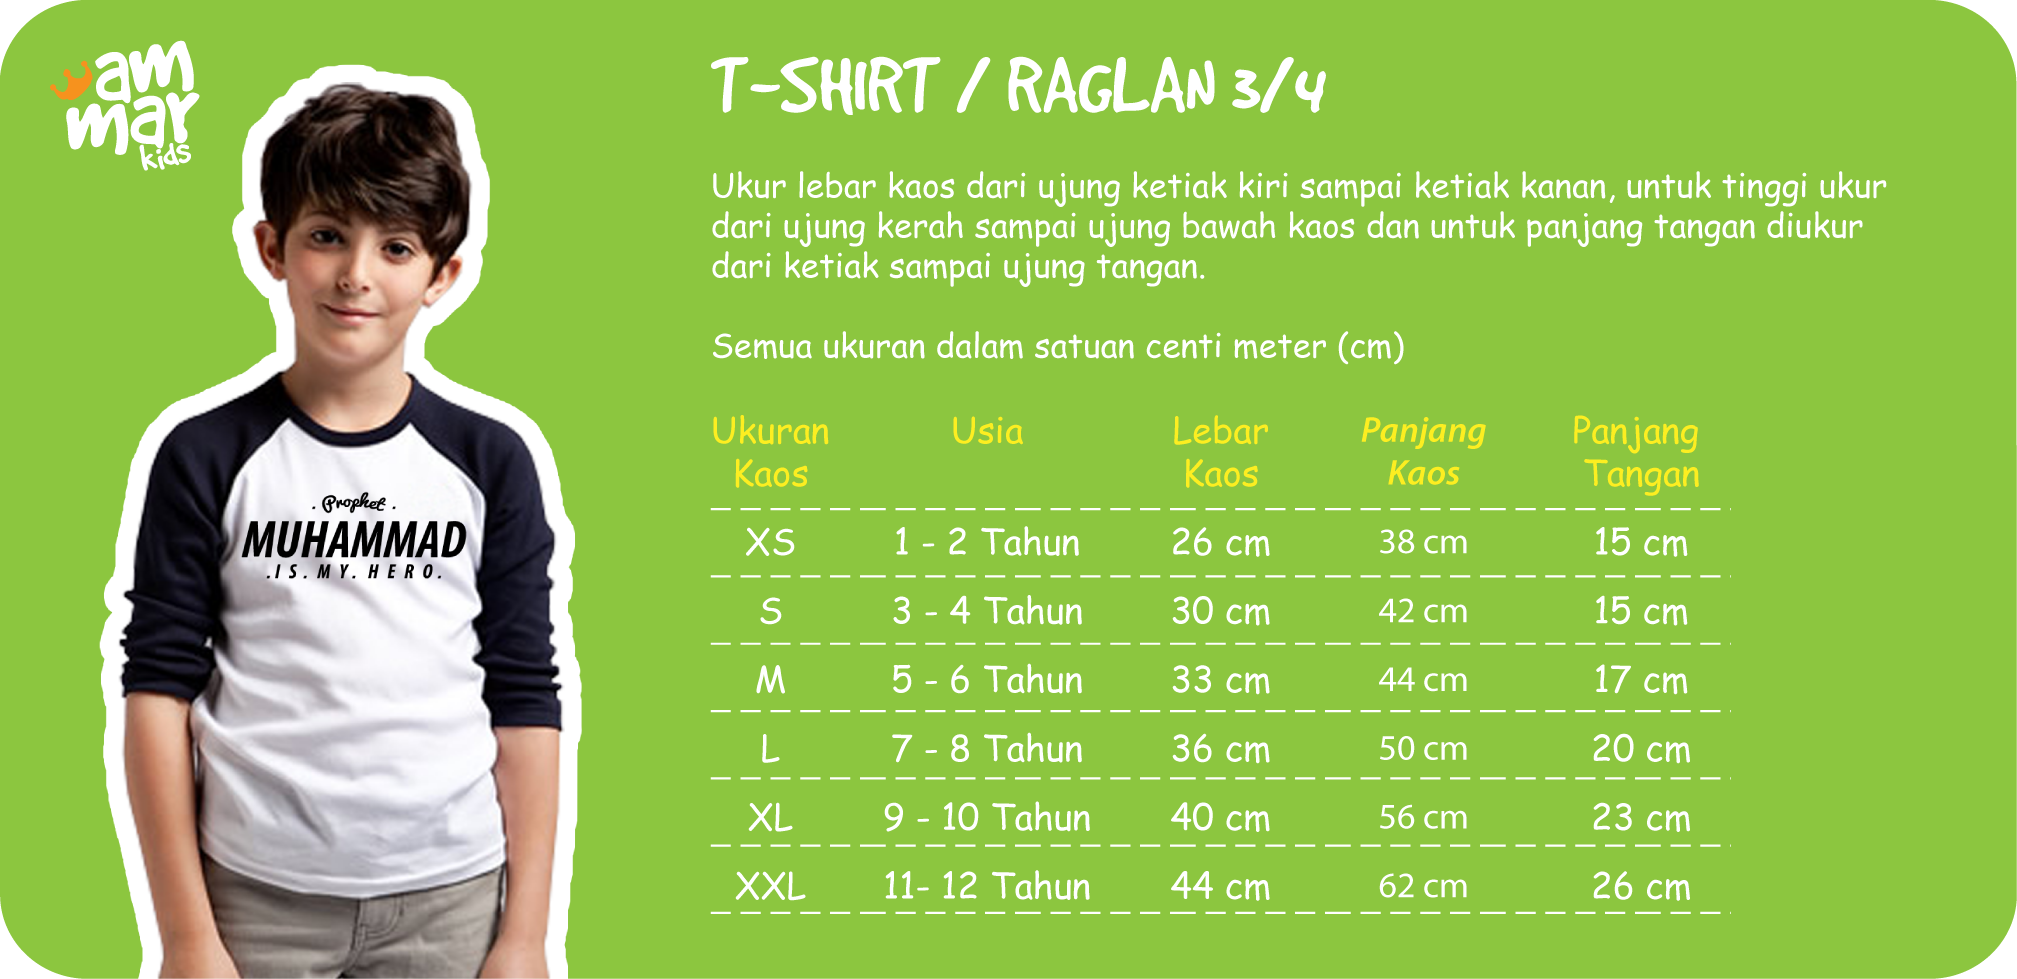 am
mar
kids
T-SHIRT / RAGLAN 3/4
Ukur lebar kaos dari ujung ketiak kiri sampai ketiak kanan, untuk tinggi ukur
dari ujung kerah sampai ujung bawah kaos dan untuk panjang tangan diukur
dari ketiak sampai ujung tangan.
Semua ukuran dalam satuan centi meter (cm)
Ukuran Usia Lebar Panjang Panjang
Kaos Kaos Kaos Tangan
XS 1 - 2 Tahun 26 cm 38 cm 15 cm
S 3 - 4 Tahun 30 cm 42 cm 15 cm
M 5 - 6 Tahun 33 cm 44 cm 17 cm
L 7 - 8 Tahun 36 cm 50 cm 20 cm
XL 9 - 10 Tahun 40 cm 56 cm 23 cm
XXL 11- 12 Tahun 44 cm 62 cm 26 cm
. Prophet .
MUHAMMAD
.IS.MY.HERO.